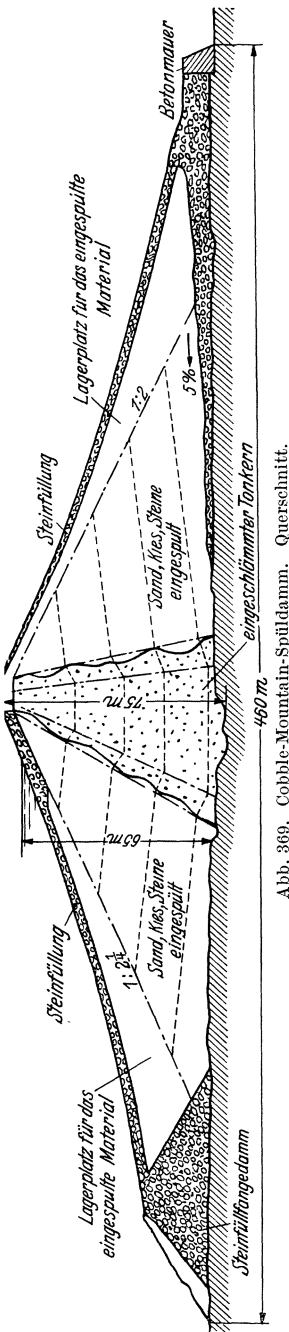 Lagerplatz für das
eingespülte Material
Steinfüllung
Steinfüllung
Lagerplatz für das eingespülte
Material
Betonmauer
1:2¼
1:2
Sand, Kies, Steine
eingespült
Sand, Kies, Steine
eingespült
65 m
75 m
5%
Steinfüllfangedamm
eingeschlämmter Tonkern
460 m
Abb. 369. Cobble-Mountain-Spüldamm. Querschnitt.